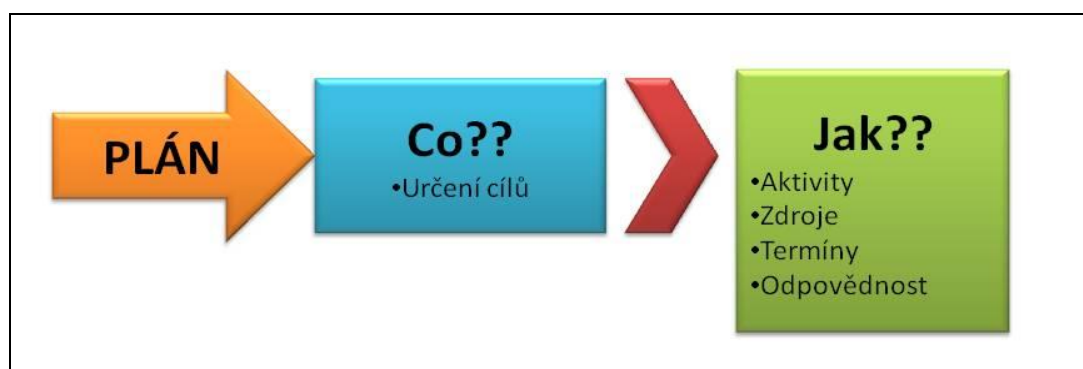 PLÁN
Co??
•Určení cílů
Jak??
•Aktivity
•Zdroje
•Termíny
•Odpovědnost